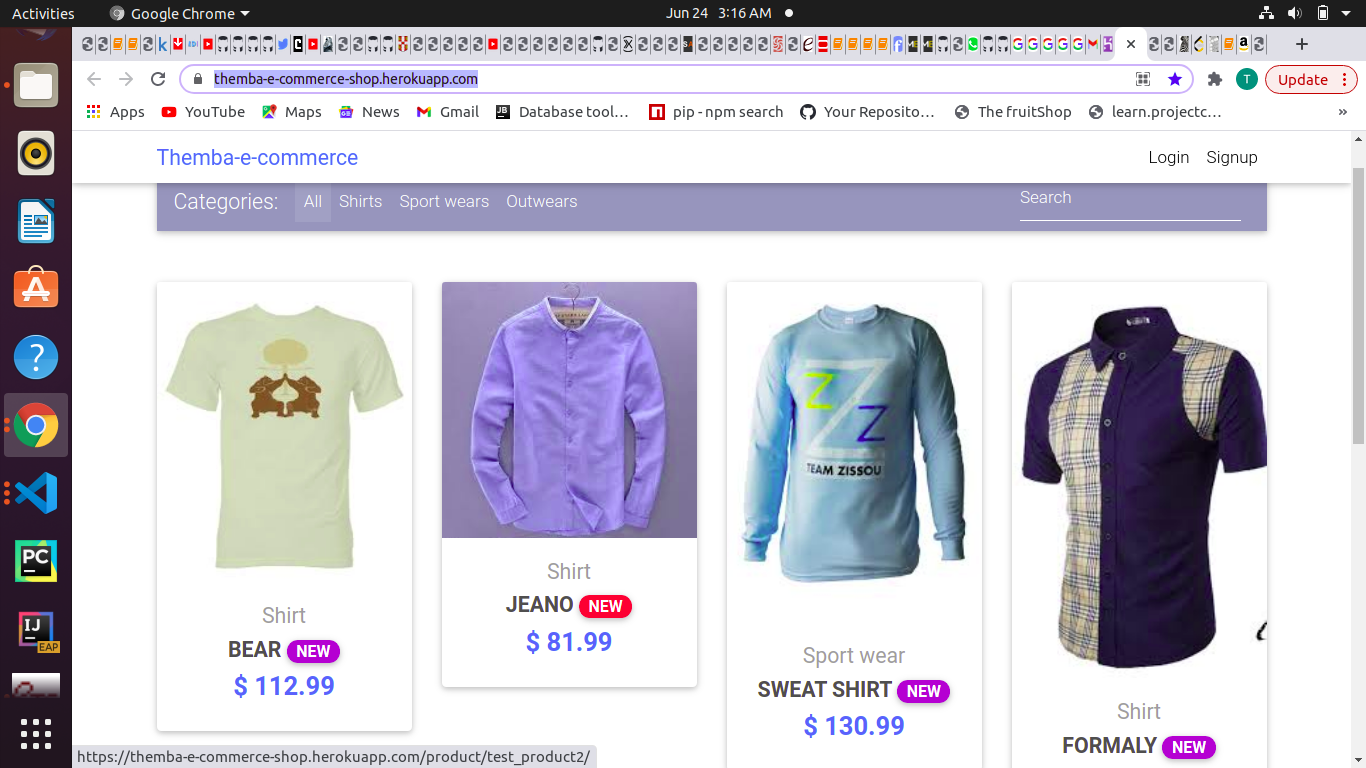 Activities
Google Chrome
Jun 24 3:16 AM
themba-e-commerce-shop.herokuapp.com
T
Update
Apps
YouTube
Maps
News
Gmail
Database tool…
pip - npm search
Your Reposito…
The fruitShop
learn.projectc…
»
Themba-e-commerce
Login
Signup
Categories:
All
Shirts
Sport wears
Outwears
Search
Shirt
BEAR NEW
$ 112.99
Shirt
JEANO NEW
$ 81.99
Z
Z
Z
TEAM ZISSOU
Sport wear
SWEAT SHIRT NEW
$ 130.99
Shirt
FORMALY NEW
PC
IJ
EAP
https://themba-e-commerce-shop.herokuapp.com/product/test_product2/